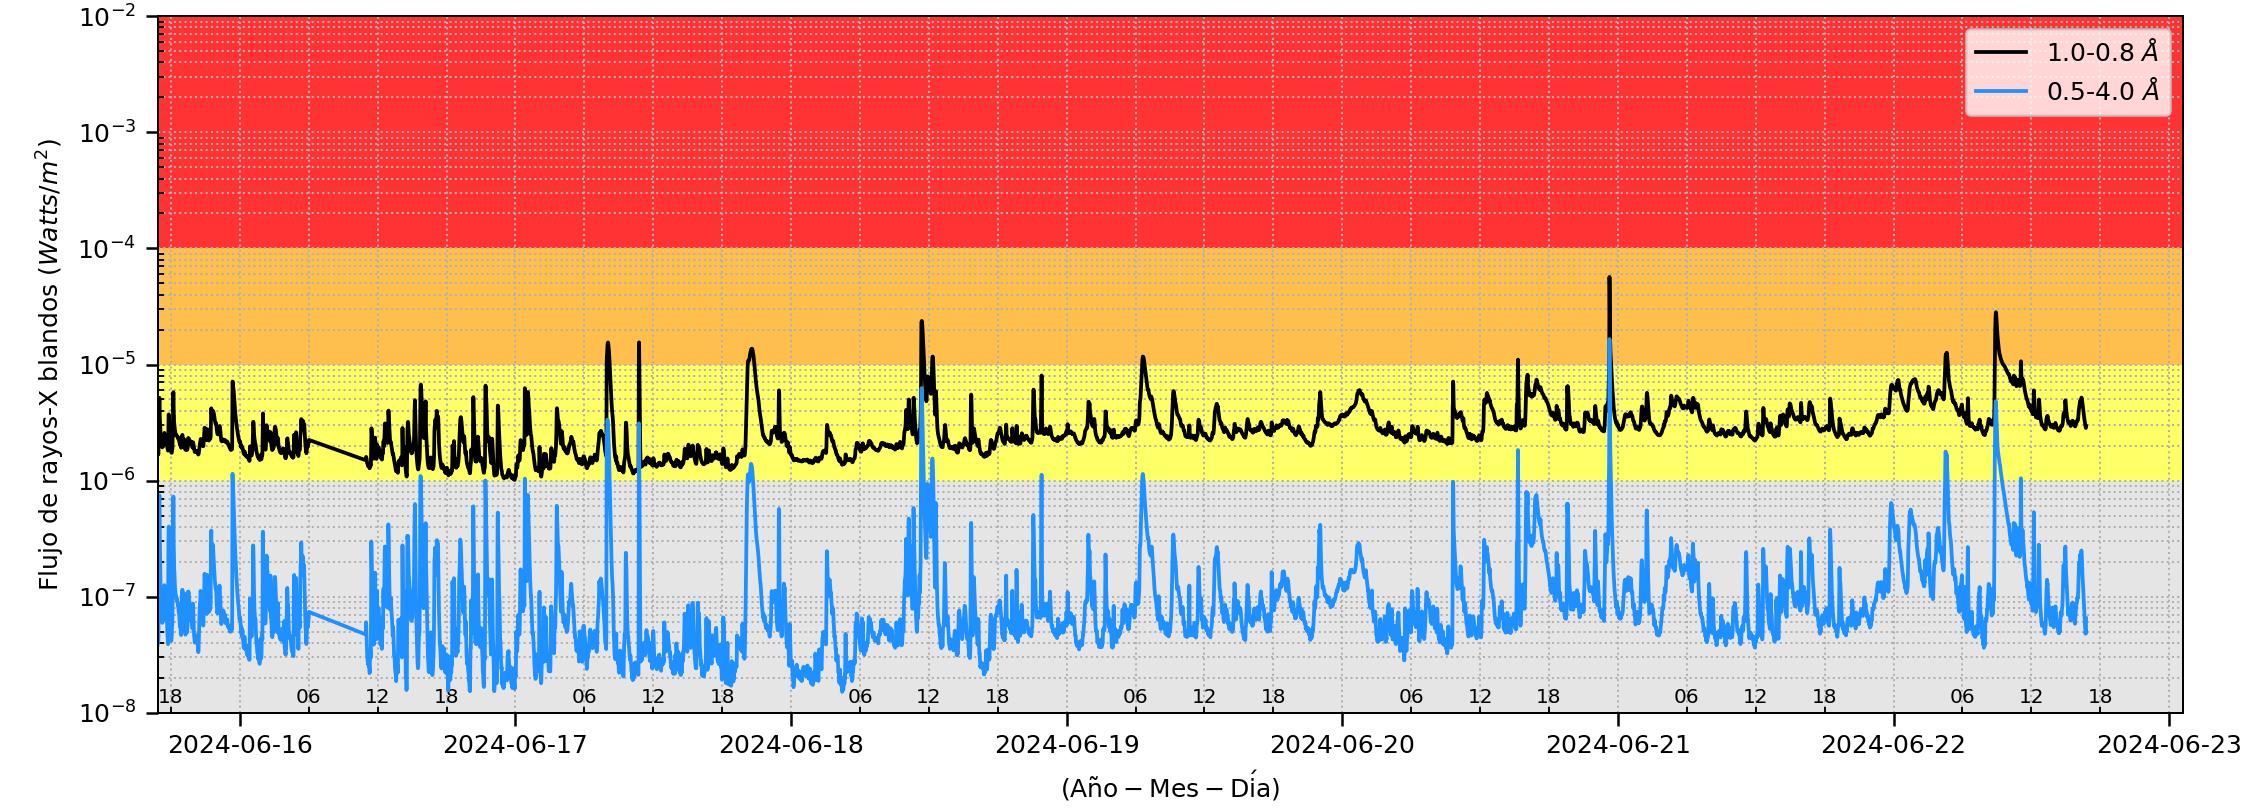 10⁻²
10⁻³
10⁻⁴
10⁻⁵
10⁻⁶
10⁻⁷
10⁻⁸
Flujo de rayos-X blandos (Watts/m²)
1.0-0.8 Å
0.5-4.0 Å
18 06 12 18 06 12 18 06 12 18 06 12 18 06 12 18 06 12 18 06 12 18
2024-06-16 2024-06-17 2024-06-18 2024-06-19 2024-06-20 2024-06-21 2024-06-22 2024-06-23
(Año − Mes − Día)